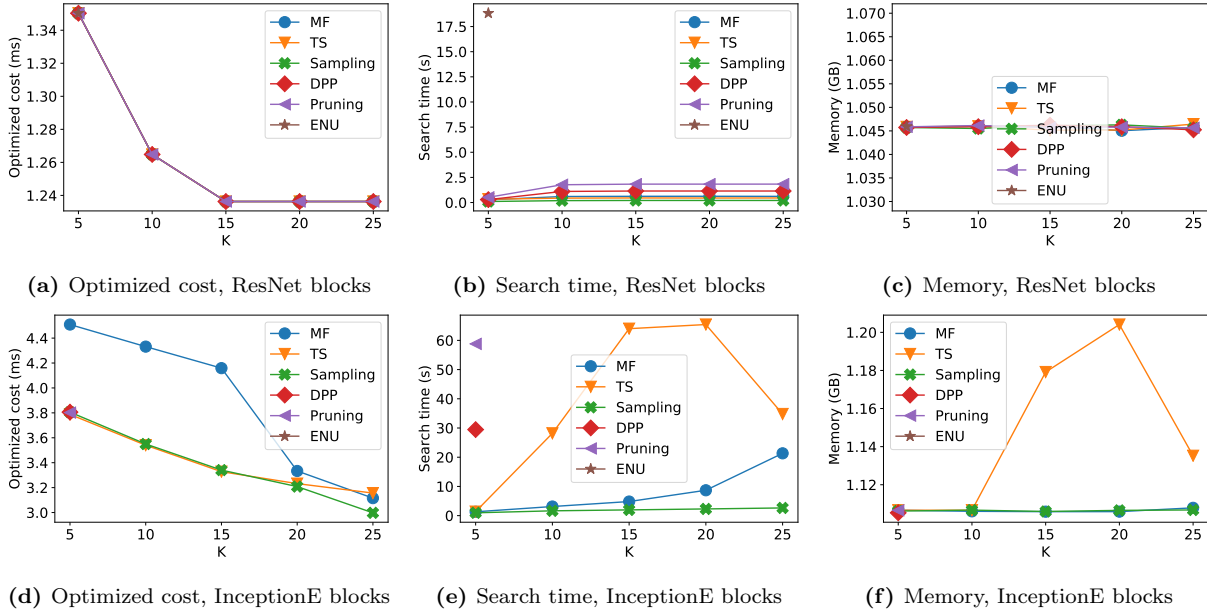 1.34
1.32
1.30
1.28
1.26
1.24
Optimized cost (ms)
5 10 15 20 25
K
MF
TS
Sampling
DPP
Pruning
ENU
(a) Optimized cost, ResNet blocks
17.5
15.0
12.5
10.0
7.5
5.0
2.5
0.0
Search time (s)
5 10 15 20 25
K
MF
TS
Sampling
DPP
Pruning
ENU
(b) Search time, ResNet blocks
1.070
1.065
1.060
1.055
1.050
1.045
1.040
1.035
1.030
Memory (GB)
5 10 15 20 25
K
MF
TS
Sampling
DPP
Pruning
ENU
(c) Memory, ResNet blocks
4.4
4.2
4.0
3.8
3.6
3.4
3.2
3.0
Optimized cost (ms)
5 10 15 20 25
K
MF
TS
Sampling
DPP
Pruning
ENU
(d) Optimized cost, InceptionE blocks
60
50
40
30
20
10
0
Search time (s)
5 10 15 20 25
K
MF
TS
Sampling
DPP
Pruning
ENU
(e) Search time, InceptionE blocks
1.20
1.18
1.16
1.14
1.12
Memory (GB)
5 10 15 20 25
K
MF
TS
Sampling
DPP
Pruning
ENU
(f) Memory, InceptionE blocks